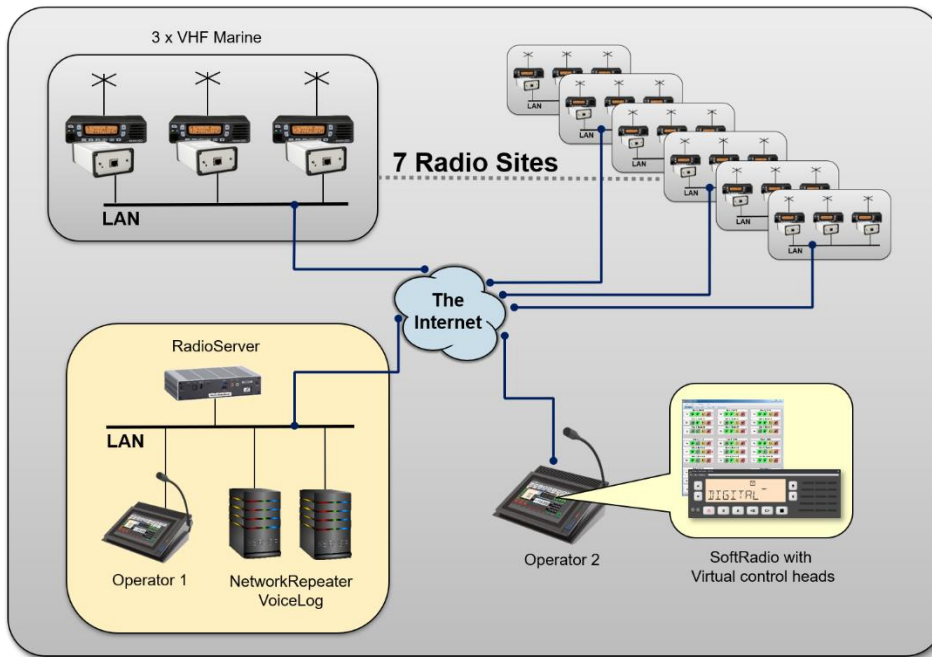 3 x VHF Marine
LAN
7 Radio Sites
LAN
LAN
LAN
LAN
LAN
LAN
The
Internet
RadioServer
LAN
Operator 1
NetworkRepeater
VoiceLog
Operator 2
DIGITAL
SoftRadio with
Virtual control heads